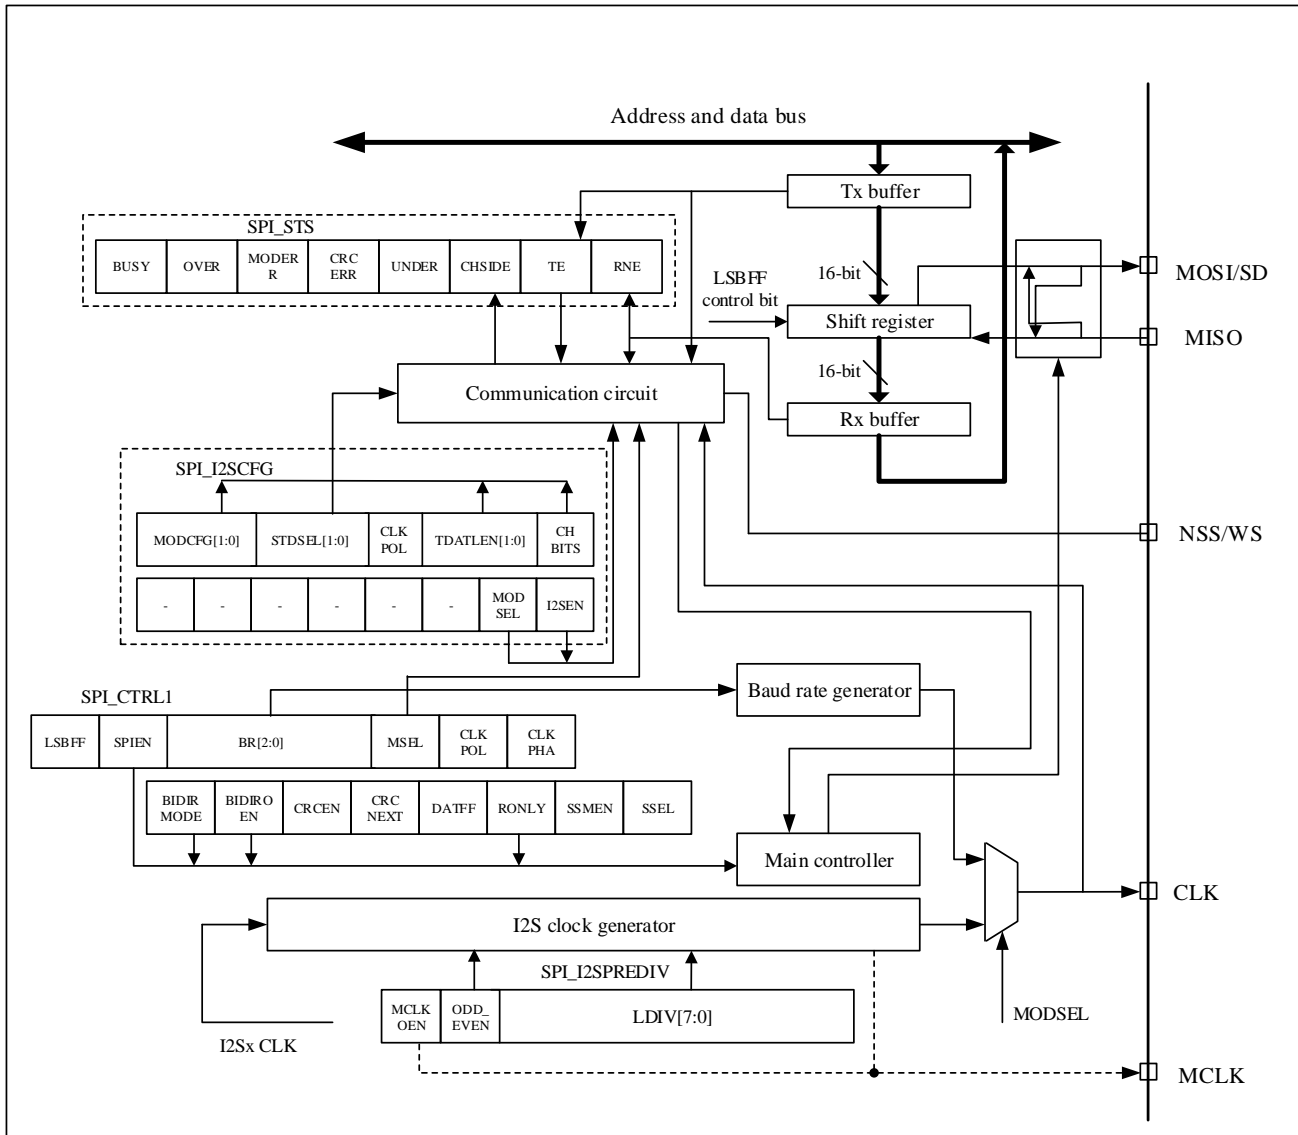 Address and data bus
Tx buffer
SPI_STS
BUSY
OVER
MODER
R
CRC
ERR
UNDER
CHSIDE
TE
RNE
16-bit
MOSI/SD
LSBFF
control bit
Shift register
MISO
16-bit
Communication circuit
Rx buffer
SPI_I2SCFG
MODCFG[1:0]
STDSEL[1:0]
CLK
POL
TDATLEN[1:0]
CH
BITS
NSS/WS
-
-
-
-
-
-
MOD
SEL
I2SEN
SPI_CTRL1
Baud rate generator
LSBFF
SPIEN
BR[2:0]
MSEL
CLK
POL
CLK
PHA
BIDIR
MODE
BIDIRO
EN
CRCEN
CRC
NEXT
DATFF
RONLY
SSMEN
SSEL
Main controller
CLK
I2S clock generator
SPI_I2SPREDIV
MCLK
OEN
ODD_
EVEN
LDIV[7:0]
MODSEL
I2Sx CLK
MCLK